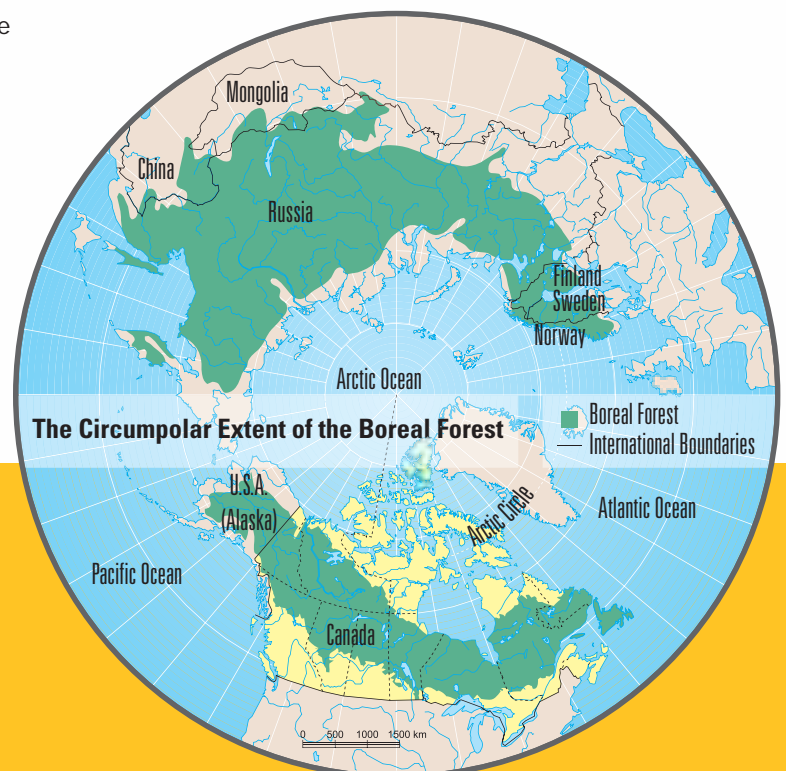 e
Mongolia
China
Russia
Finland
Sweden
Norway
Arctic Ocean
The Circumpolar Extent of the Boreal Forest
Boreal Forest
International Boundaries
U.S.A.
(Alaska)
Arctic Circle
Atlantic Ocean
Pacific Ocean
Canada
0 500 1000 1500 km